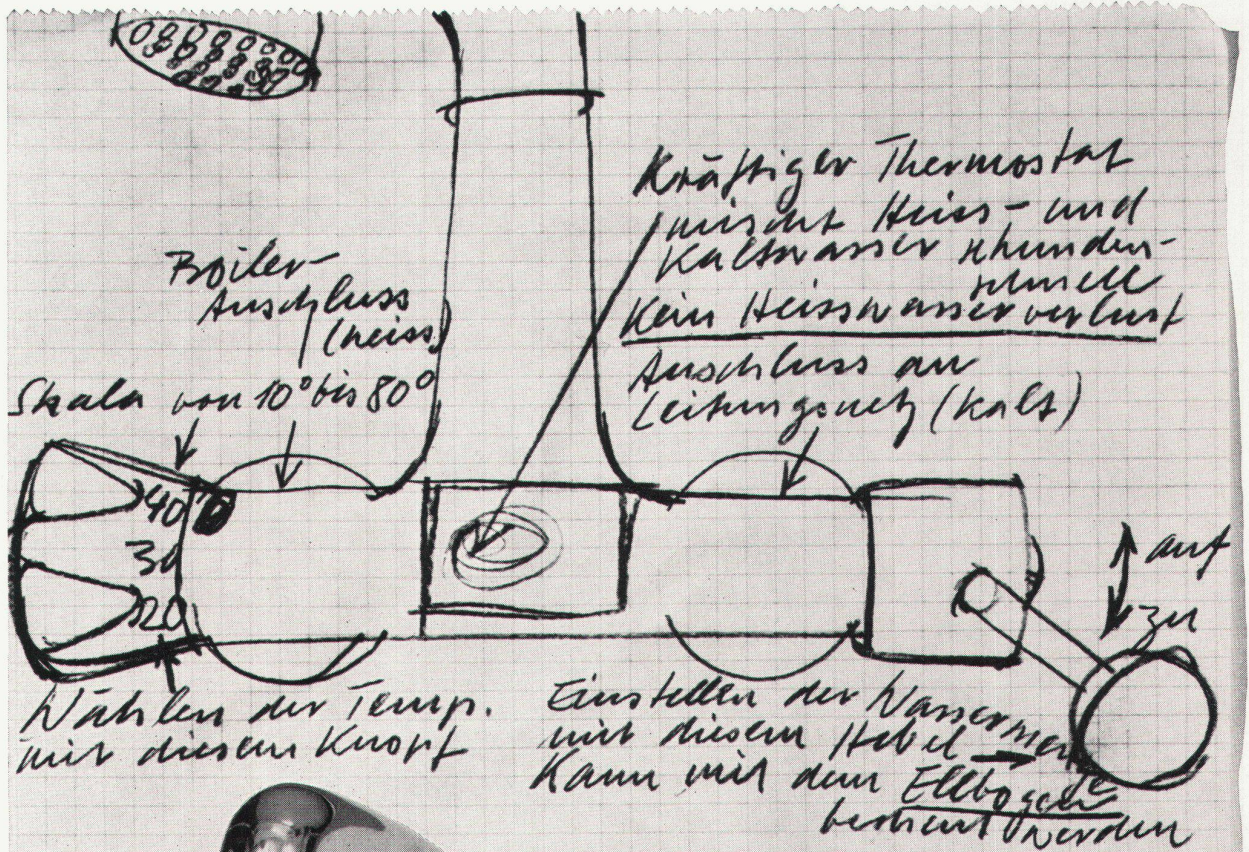 Kräftiger Thermostat
mischt Heiss- und
Kaltwasser sekunden-
schnell
Kein Heisswasserverlust
Boiler-
Anschluss
(heiss)
Anschluss an
Leitungsnetz (kalt)
Skala von 10° bis 80°
40
30
20
auf
zu
Wählen der Temp.
mit diesem Knopf
Einstellen der Wassermenge
mit diesem Hebel
Kann mit dem Ellbogen
bedient werden